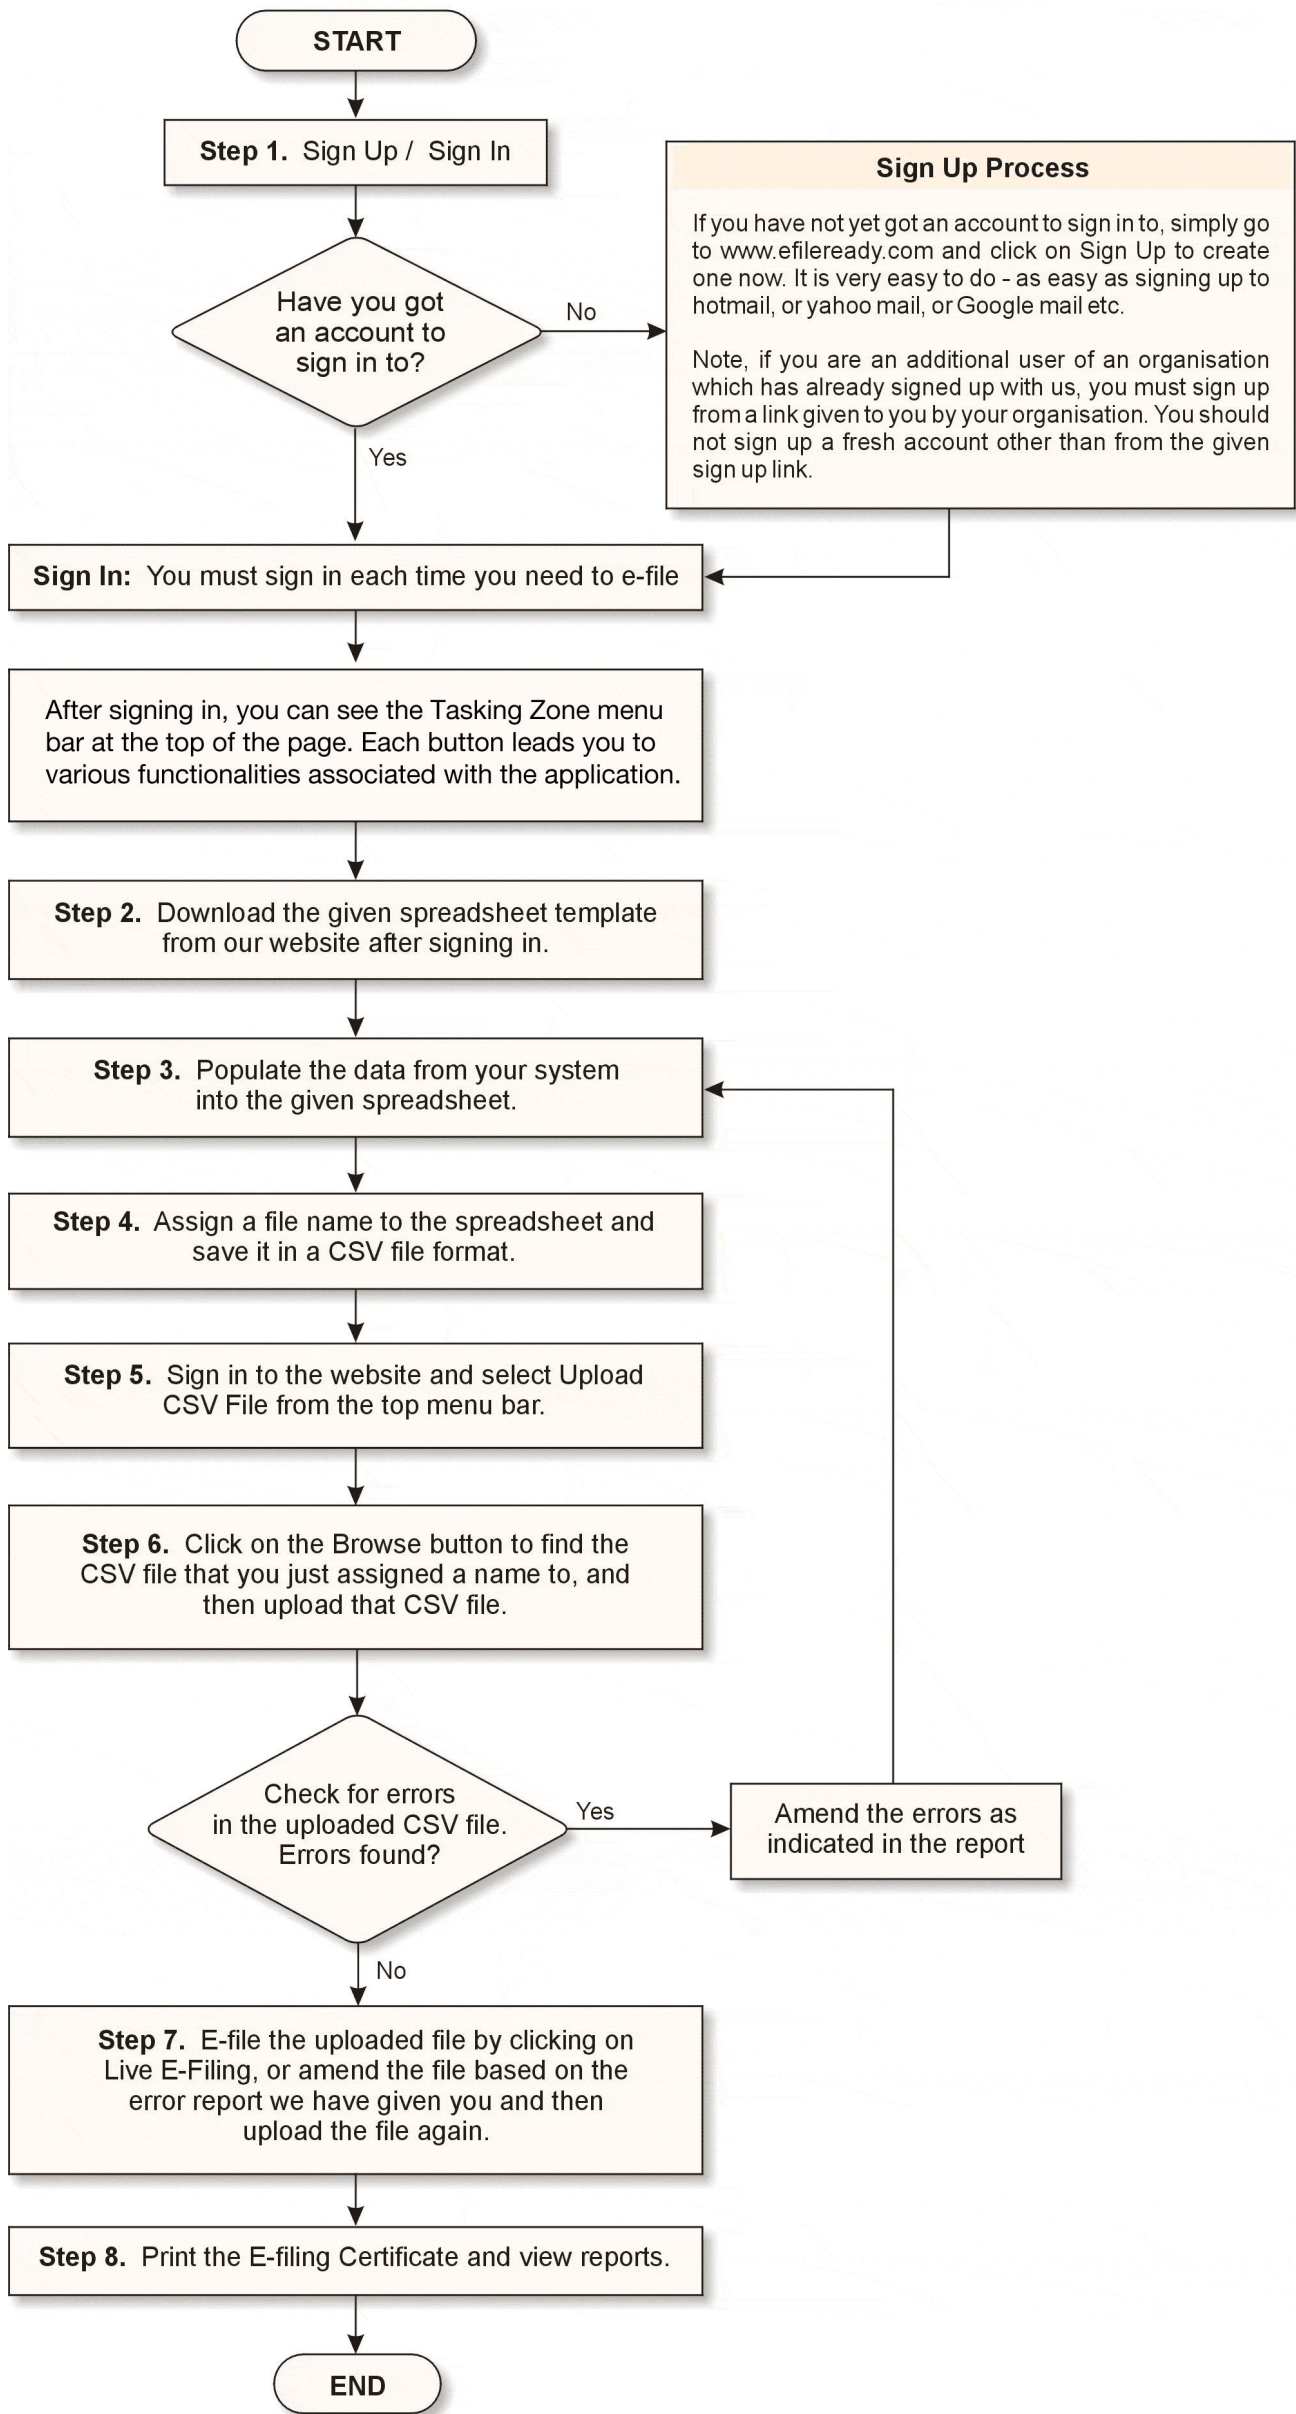 START
Step 1. Sign Up / Sign In
Have you got
an account to
sign in to?
No
Yes
Sign Up Process
If you have not yet got an account to sign in to, simply go
to www.efileready.com and click on Sign Up to create
one now. It is very easy to do - as easy as signing up to
hotmail, or yahoo mail, or Google mail etc.
Note, if you are an additional user of an organisation
which has already signed up with us, you must sign up
from a link given to you by your organisation. You should
not sign up a fresh account other than from the given
sign up link.
Sign In: You must sign in each time you need to e-file
After signing in, you can see the Tasking Zone menu
bar at the top of the page. Each button leads you to
various functionalities associated with the application.
Step 2. Download the given spreadsheet template
from our website after signing in.
Step 3. Populate the data from your system
into the given spreadsheet.
Step 4. Assign a file name to the spreadsheet and
save it in a CSV file format.
Step 5. Sign in to the website and select Upload
CSV File from the top menu bar.
Step 6. Click on the Browse button to find the
CSV file that you just assigned a name to, and
then upload that CSV file.
Check for errors
in the uploaded CSV file.
Errors found?
Yes
Amend the errors as
indicated in the report
No
Step 7. E-file the uploaded file by clicking on
Live E-Filing, or amend the file based on the
error report we have given you and then
upload the file again.
Step 8. Print the E-filing Certificate and view reports.
END